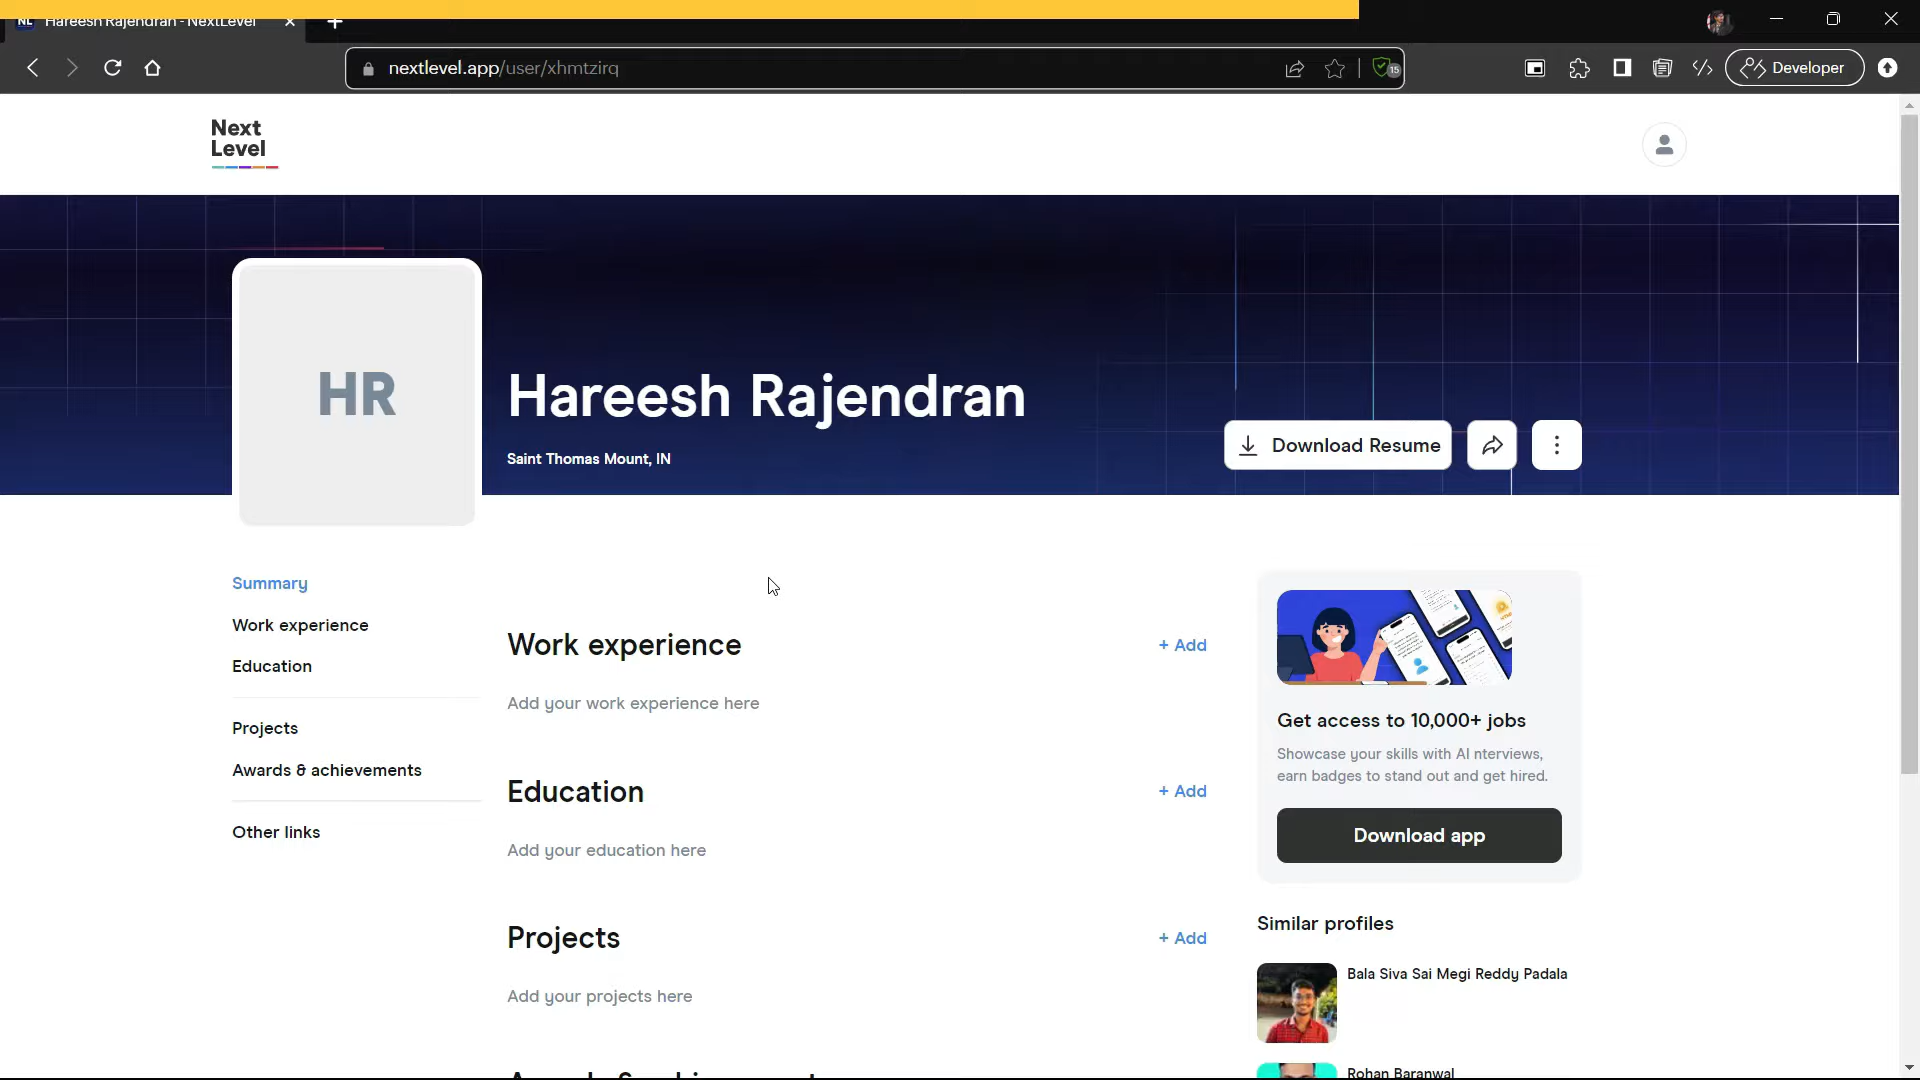 NL Hareesh Rajendran - NextLevel
nextlevel.app/user/xhmtzirq
15
Developer
Next
Level
HR
Hareesh Rajendran
Saint Thomas Mount, IN
Download Resume
Summary
Work experience
Education
Projects
Awards & achievements
Other links
Work experience
+ Add
Add your work experience here
Education
+ Add
Add your education here
Projects
+ Add
Add your projects here
Get access to 10,000+ jobs
Showcase your skills with AI nterviews,
earn badges to stand out and get hired.
Download app
Similar profiles
Bala Siva Sai Megi Reddy Padala
Rohan Baranwal